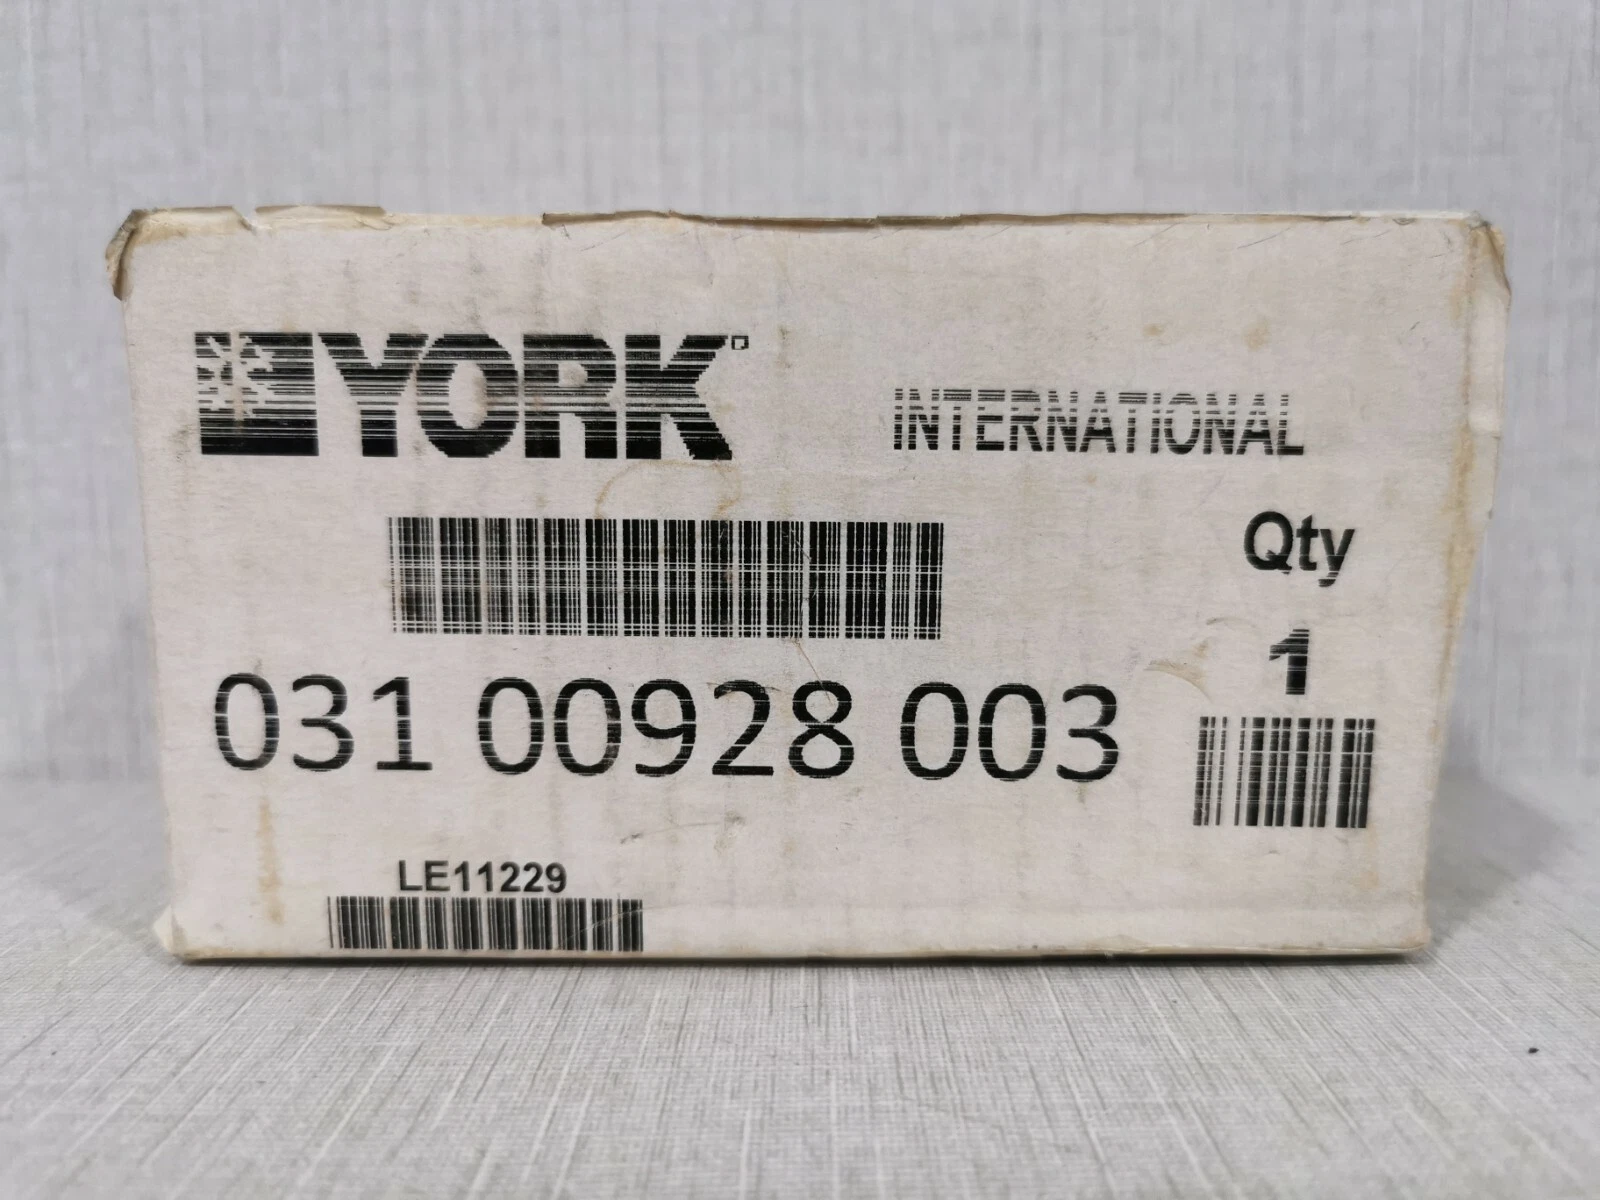 YORK INTERNATIONAL
Qty
1
031 00928 003
LE11229